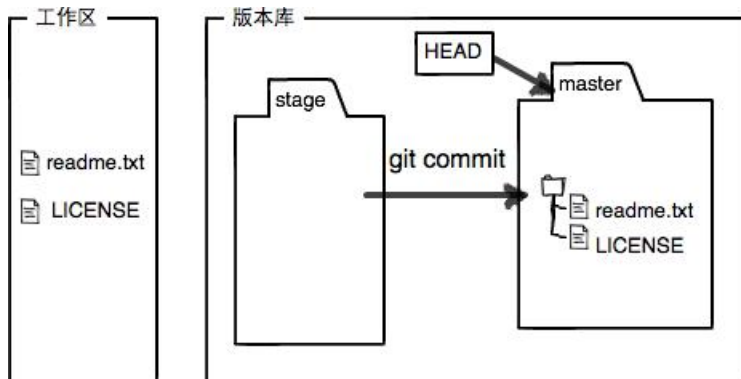 工作区
readme.txt
LICENSE
版本库
HEAD
stage
master
git commit
readme.txt
LICENSE